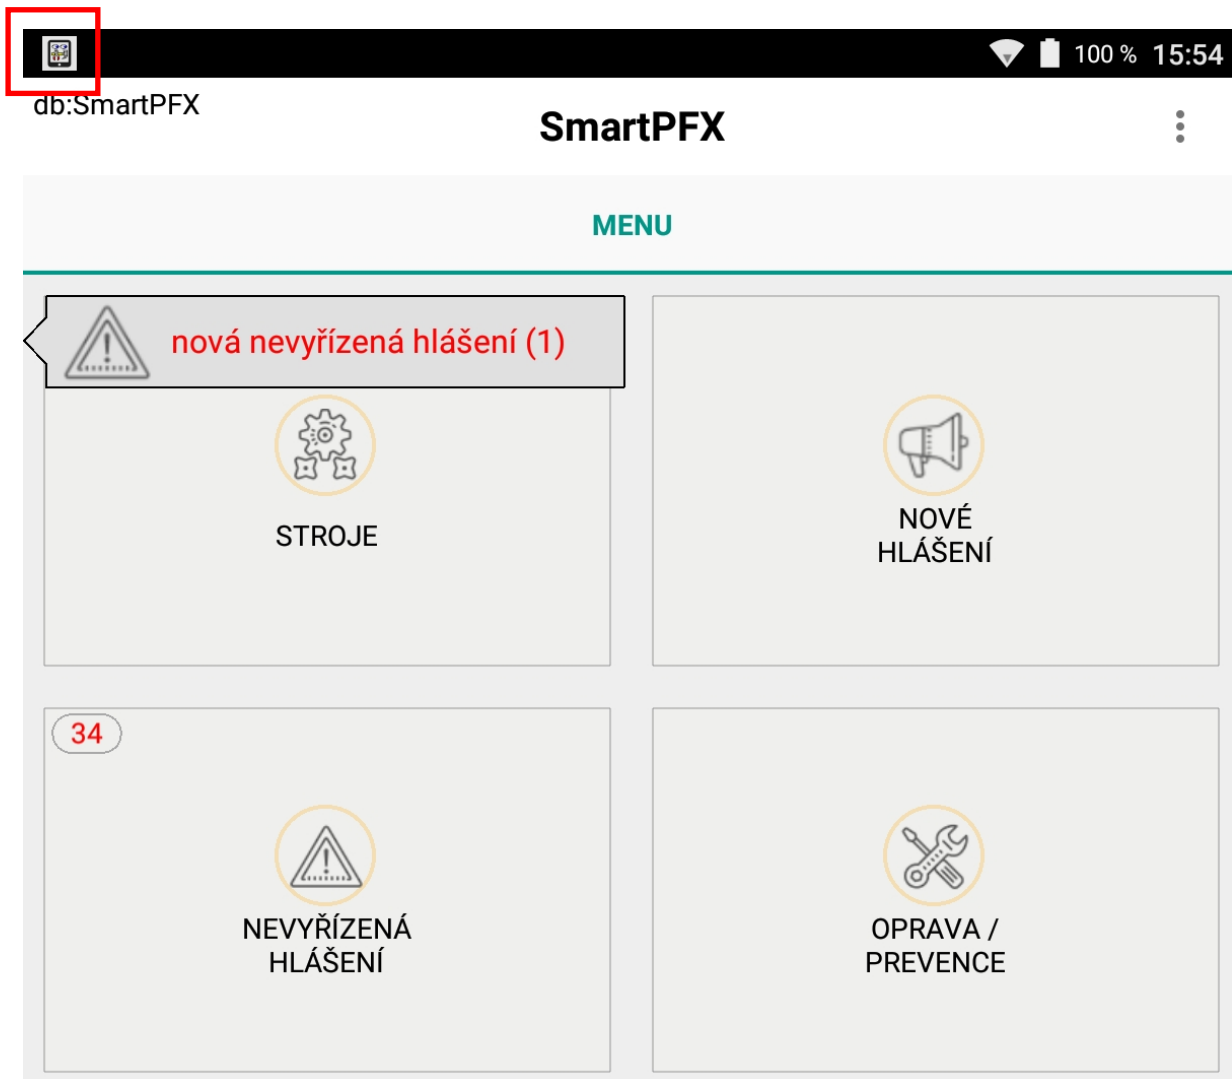 100 % 15:54
db:SmartPFX
SmartPFX
MENU
nová nevyřízená hlášení (1)
STROJE
NOVÉ
HLÁŠENÍ
34
NEVYŘÍZENÁ
HLÁŠENÍ
OPRAVA /
PREVENCE